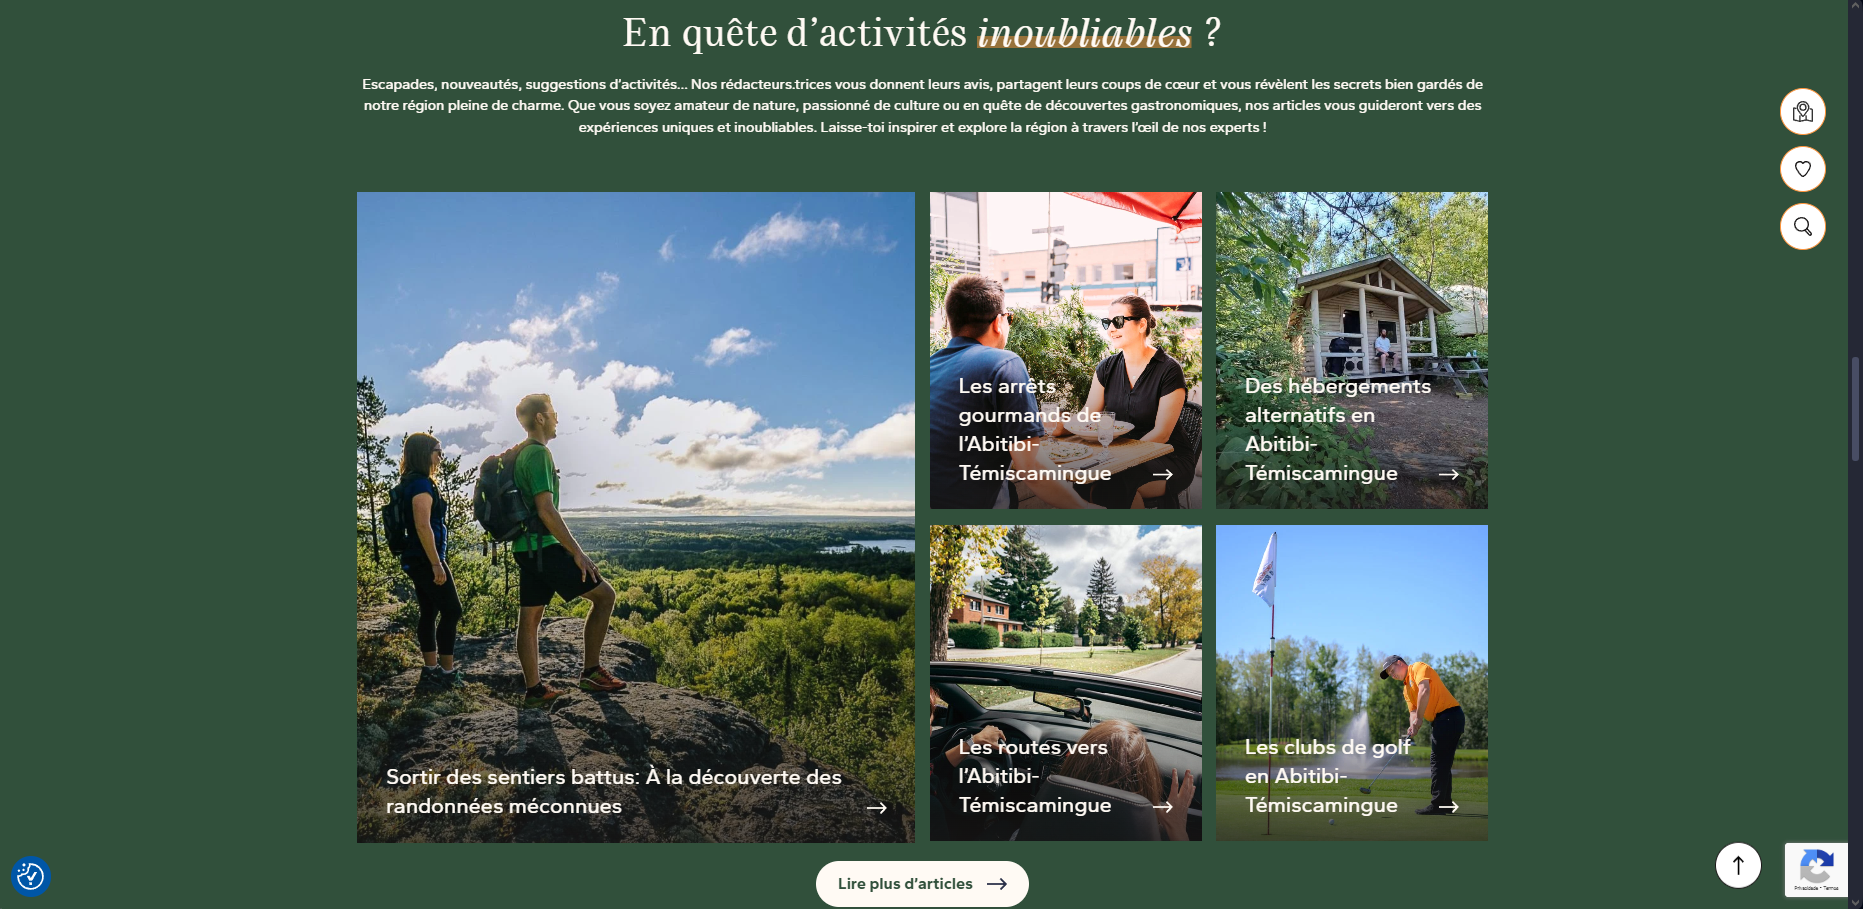 En quête d’activités inoubliables ?
Escapades, nouveautés, suggestions d’activités... Nos rédacteurs.trices vous donnent leurs avis, partagent leurs coups de cœur et vous révèlent les secrets bien gardés de
notre région pleine de charme. Que vous soyez amateur de nature, passionné de culture ou en quête de découvertes gastronomiques, nos articles vous guideront vers des
expériences uniques et inoubliables. Laisse-toi inspirer et explore la région à travers l’œil de nos experts !
Sortir des sentiers battus: À la découverte des
randonnées méconnues
Les arrêts
gourmands de
l’Abitibi-
Témiscamingue
Des hébergements
alternatifs en
Abitibi-
Témiscamingue
Les routes vers
l’Abitibi-
Témiscamingue
Les clubs de golf
en Abitibi-
Témiscamingue
Lire plus d’articles
Privacidade - Termos